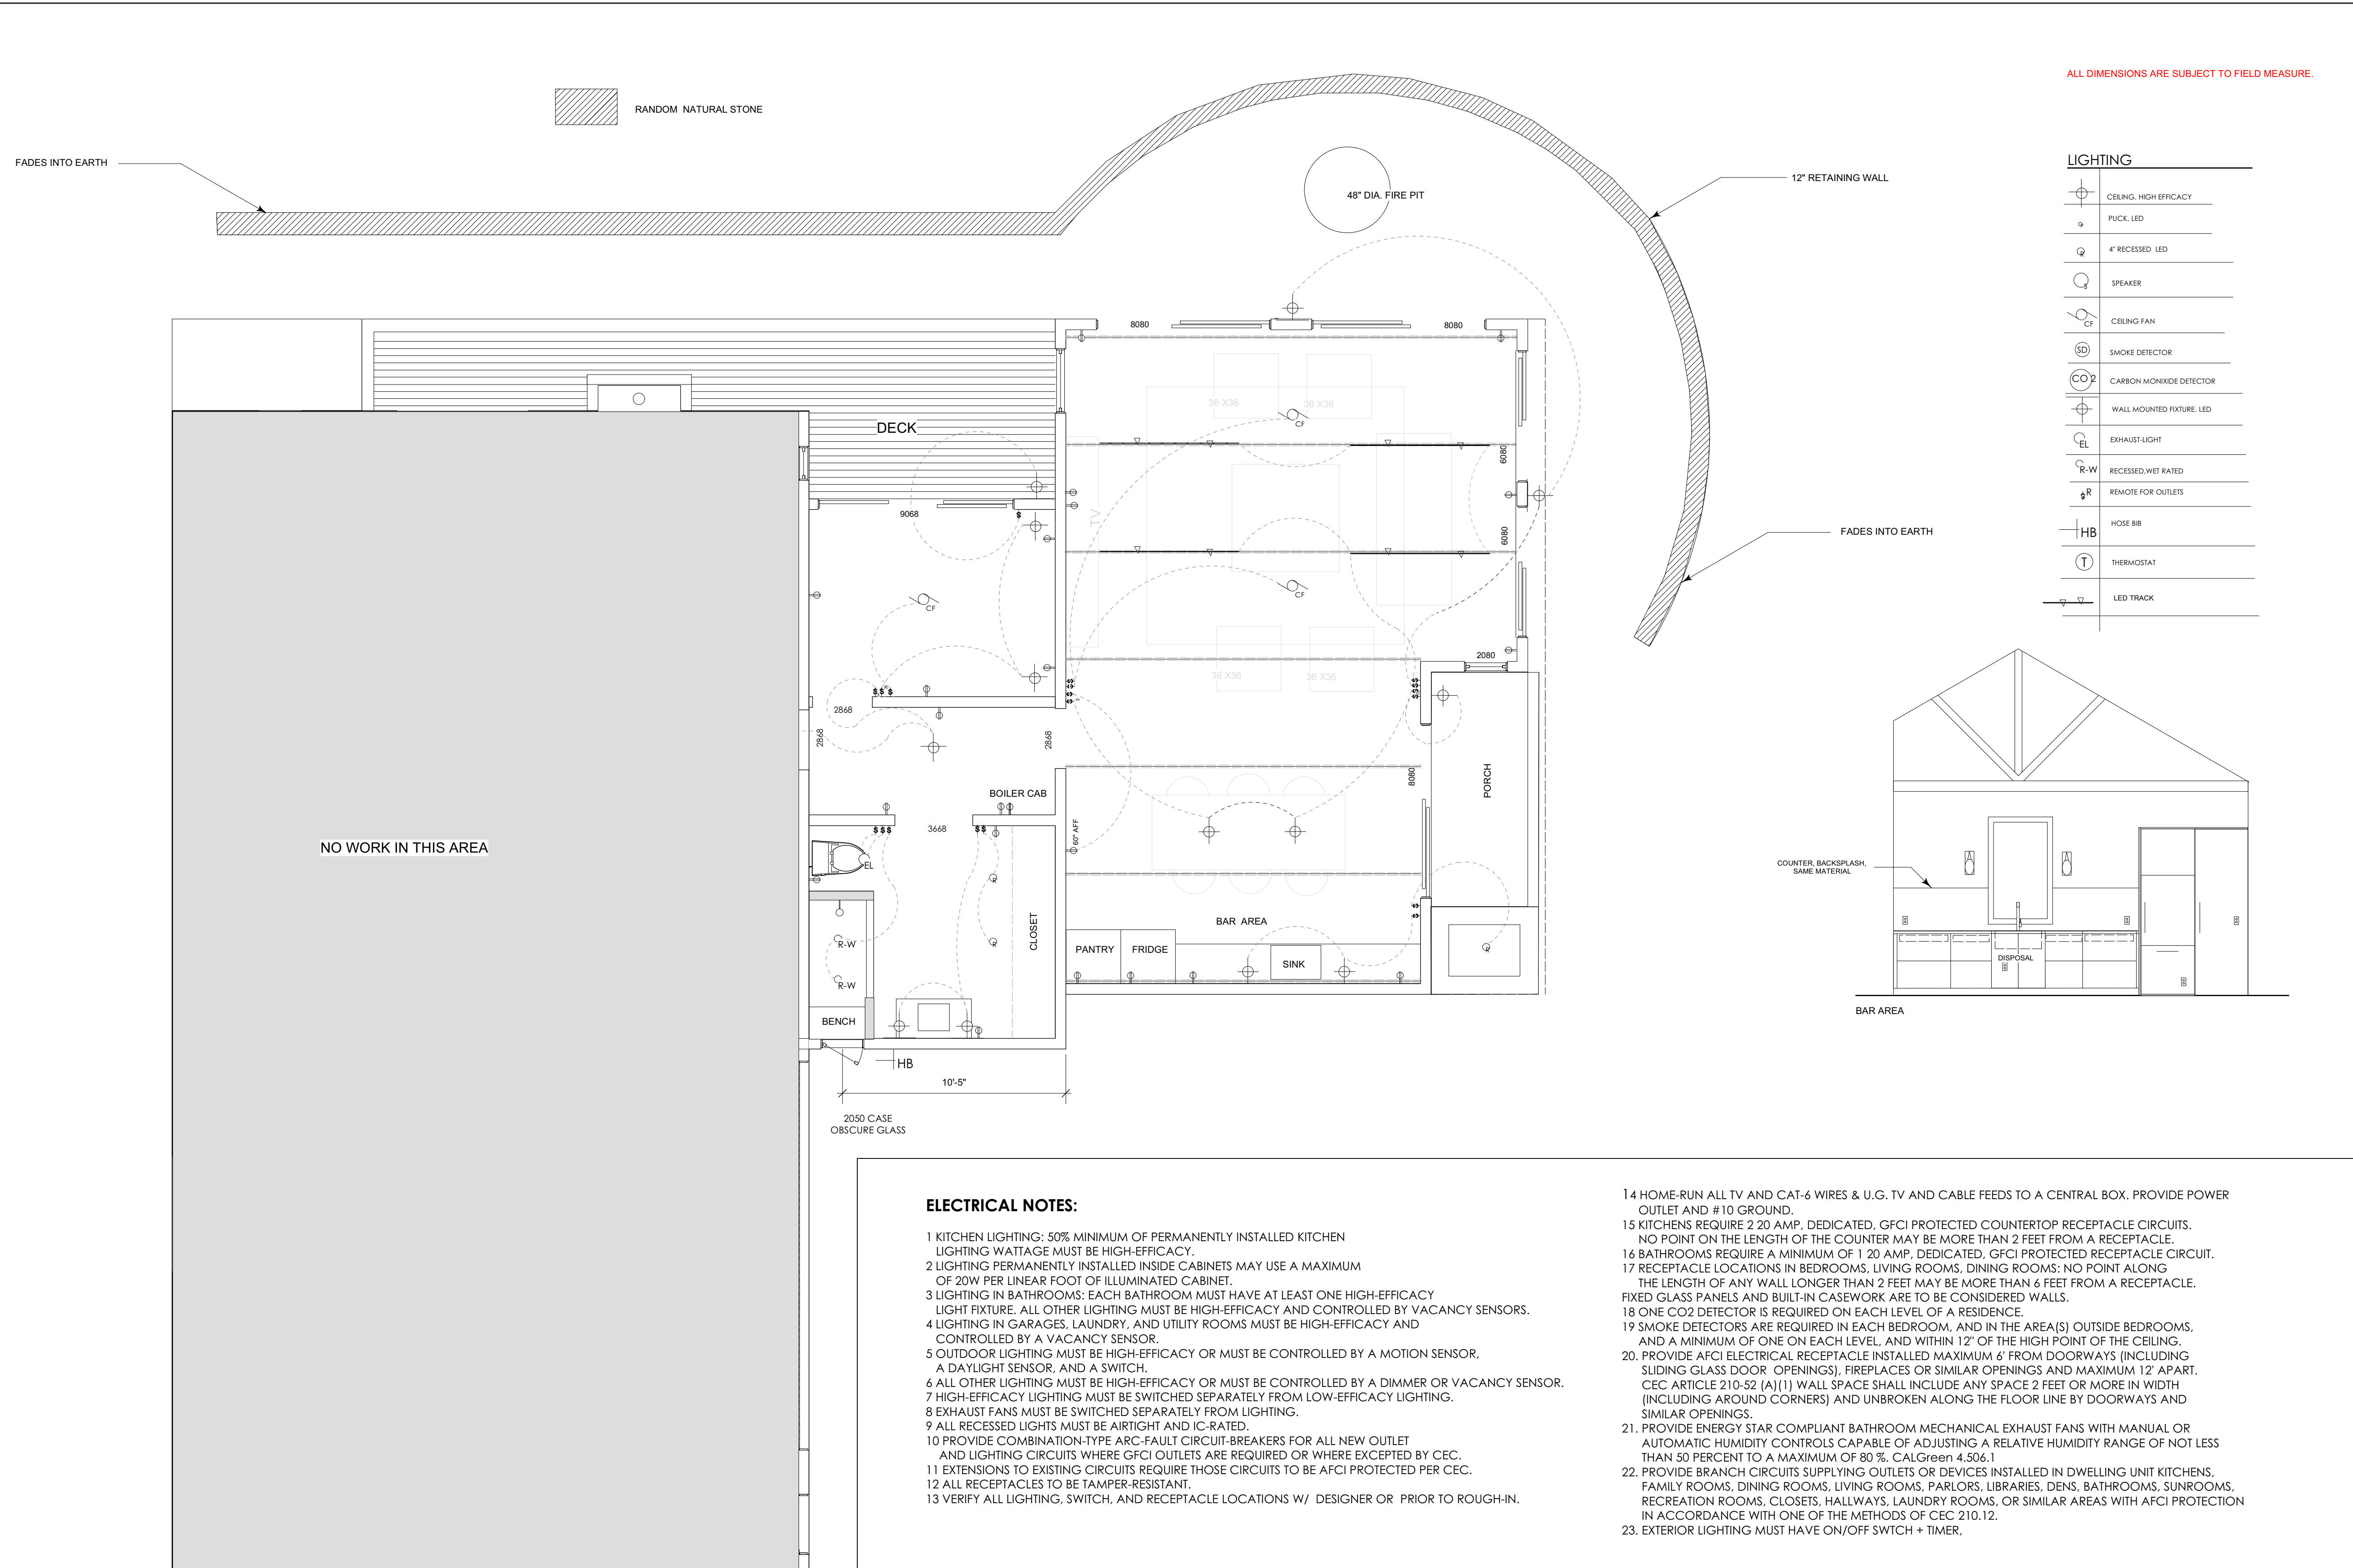 ALL DIMENSIONS ARE SUBJECT TO FIELD MEASURE.
RANDOM  NATURAL STONE
FADES INTO EARTH
12" RETAINING WALL
48" DIA. FIRE PIT
FADES INTO EARTH
LIGHTING
CEILING. HIGH EFFICACY
PUCK. LED
R
4" RECESSED  LED
S
SPEAKER
CF
CEILING FAN
SD
SMOKE DETECTOR
CO 2
CARBON MONIXIDE DETECTOR
WALL MOUNTED FIXTURE. LED
EL
EXHAUST-LIGHT
R-W
RECESSED,WET RATED
$R
REMOTE FOR OUTLETS
HB
HOSE BIB
T
THERMOSTAT
LED TRACK
8080
8080
36 X36
36 X36
CF
DECK
6080
TV
9068
$
6080
CF
CF
2080
36 X36
36 X36
$ $ $
$
$
$
$
$
$
$
$
2868
2868
2868
8080
PORCH
BOILER CAB
3668
60" AFF
$ $ $
$ $
EL
R
NO WORK IN THIS AREA
R-W
R
CLOSET
R-W
BENCH
BAR  AREA
$
$
PANTRY
FRIDGE
SINK
R
HB
10'-5"
2050 CASE
OBSCURE GLASS
COUNTER, BACKSPLASH,
SAME MATERIAL
DISPOSAL
BAR AREA
ELECTRICAL NOTES:
1 KITCHEN LIGHTING: 50% MINIMUM OF PERMANENTLY INSTALLED KITCHEN
LIGHTING WATTAGE MUST BE HIGH-EFFICACY.
2 LIGHTING PERMANENTLY INSTALLED INSIDE CABINETS MAY USE A MAXIMUM
OF 20W PER LINEAR FOOT OF ILLUMINATED CABINET.
3 LIGHTING IN BATHROOMS: EACH BATHROOM MUST HAVE AT LEAST ONE HIGH-EFFICACY
LIGHT FIXTURE. ALL OTHER LIGHTING MUST BE HIGH-EFFICACY AND CONTROLLED BY VACANCY SENSORS.
4 LIGHTING IN GARAGES, LAUNDRY, AND UTILITY ROOMS MUST BE HIGH-EFFICACY AND
CONTROLLED BY A VACANCY SENSOR.
5 OUTDOOR LIGHTING MUST BE HIGH-EFFICACY OR MUST BE CONTROLLED BY A MOTION SENSOR,
A DAYLIGHT SENSOR, AND A SWITCH.
6 ALL OTHER LIGHTING MUST BE HIGH-EFFICACY OR MUST BE CONTROLLED BY A DIMMER OR VACANCY SENSOR.
7 HIGH-EFFICACY LIGHTING MUST BE SWITCHED SEPARATELY FROM LOW-EFFICACY LIGHTING.
8 EXHAUST FANS MUST BE SWITCHED SEPARATELY FROM LIGHTING.
9 ALL RECESSED LIGHTS MUST BE AIRTIGHT AND IC-RATED.
10 PROVIDE COMBINATION-TYPE ARC-FAULT CIRCUIT-BREAKERS FOR ALL NEW OUTLET
AND LIGHTING CIRCUITS WHERE GFCI OUTLETS ARE REQUIRED OR WHERE EXCEPTED BY CEC.
11 EXTENSIONS TO EXISTING CIRCUITS REQUIRE THOSE CIRCUITS TO BE AFCI PROTECTED PER CEC.
12 ALL RECEPTACLES TO BE TAMPER-RESISTANT.
13 VERIFY ALL LIGHTING, SWITCH, AND RECEPTACLE LOCATIONS W/  DESIGNER OR  PRIOR TO ROUGH-IN.
14 HOME-RUN ALL TV AND CAT-6 WIRES & U.G. TV AND CABLE FEEDS TO A CENTRAL BOX. PROVIDE POWER
OUTLET AND #10 GROUND.
15 KITCHENS REQUIRE 2 20 AMP, DEDICATED, GFCI PROTECTED COUNTERTOP RECEPTACLE CIRCUITS.
NO POINT ON THE LENGTH OF THE COUNTER MAY BE MORE THAN 2 FEET FROM A RECEPTACLE.
16 BATHROOMS REQUIRE A MINIMUM OF 1 20 AMP, DEDICATED, GFCI PROTECTED RECEPTACLE CIRCUIT.
17 RECEPTACLE LOCATIONS IN BEDROOMS, LIVING ROOMS, DINING ROOMS: NO POINT ALONG
THE LENGTH OF ANY WALL LONGER THAN 2 FEET MAY BE MORE THAN 6 FEET FROM A RECEPTACLE.
FIXED GLASS PANELS AND BUILT-IN CASEWORK ARE TO BE CONSIDERED WALLS.
18 ONE CO2 DETECTOR IS REQUIRED ON EACH LEVEL OF A RESIDENCE.
19 SMOKE DETECTORS ARE REQUIRED IN EACH BEDROOM, AND IN THE AREA(S) OUTSIDE BEDROOMS,
AND A MINIMUM OF ONE ON EACH LEVEL, AND WITHIN 12" OF THE HIGH POINT OF THE CEILING.
20. PROVIDE AFCI ELECTRICAL RECEPTACLE INSTALLED MAXIMUM 6' FROM DOORWAYS (INCLUDING
SLIDING GLASS DOOR  OPENINGS), FIREPLACES OR SIMILAR OPENINGS AND MAXIMUM 12' APART.
CEC ARTICLE 210-52 (A)(1) WALL SPACE SHALL INCLUDE ANY SPACE 2 FEET OR MORE IN WIDTH
(INCLUDING AROUND CORNERS) AND UNBROKEN ALONG THE FLOOR LINE BY DOORWAYS AND
SIMILAR OPENINGS.
21. PROVIDE ENERGY STAR COMPLIANT BATHROOM MECHANICAL EXHAUST FANS WITH MANUAL OR
AUTOMATIC HUMIDITY CONTROLS CAPABLE OF ADJUSTING A RELATIVE HUMIDITY RANGE OF NOT LESS
THAN 50 PERCENT TO A MAXIMUM OF 80 %. CALGreen 4.506.1
22. PROVIDE BRANCH CIRCUITS SUPPLYING OUTLETS OR DEVICES INSTALLED IN DWELLING UNIT KITCHENS,
FAMILY ROOMS, DINING ROOMS, LIVING ROOMS, PARLORS, LIBRARIES, DENS, BATHROOMS, SUNROOMS,
RECREATION ROOMS, CLOSETS, HALLWAYS, LAUNDRY ROOMS, OR SIMILAR AREAS WITH AFCI PROTECTION
IN ACCORDANCE WITH ONE OF THE METHODS OF CEC 210.12.
23. EXTERIOR LIGHTING MUST HAVE ON/OFF SWTCH + TIMER,